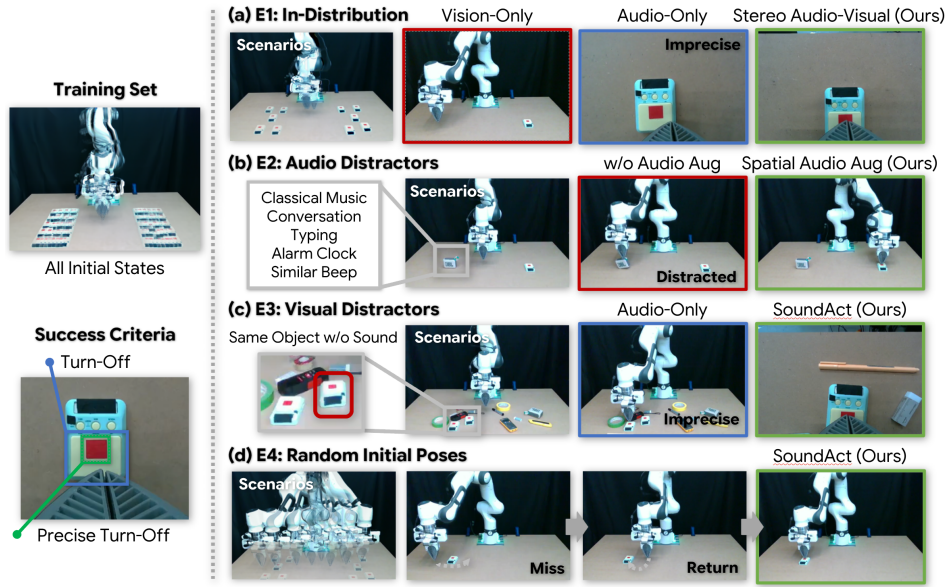 Training Set
All Initial States
Success Criteria
Turn-Off
Precise Turn-Off
(a) E1: In-Distribution
Vision-Only
Audio-Only
Stereo Audio-Visual (Ours)
Scenarios
Imprecise
(b) E2: Audio Distractors
w/o Audio Aug
Spatial Audio Aug (Ours)
Classical Music
Conversation
Typing
Alarm Clock
Similar Beep
Scenarios
Distracted
(c) E3: Visual Distractors
Audio-Only
SoundAct (Ours)
Same Object w/o Sound
Scenarios
Imprecise
(d) E4: Random Initial Poses
SoundAct (Ours)
Scenarios
Miss
Return